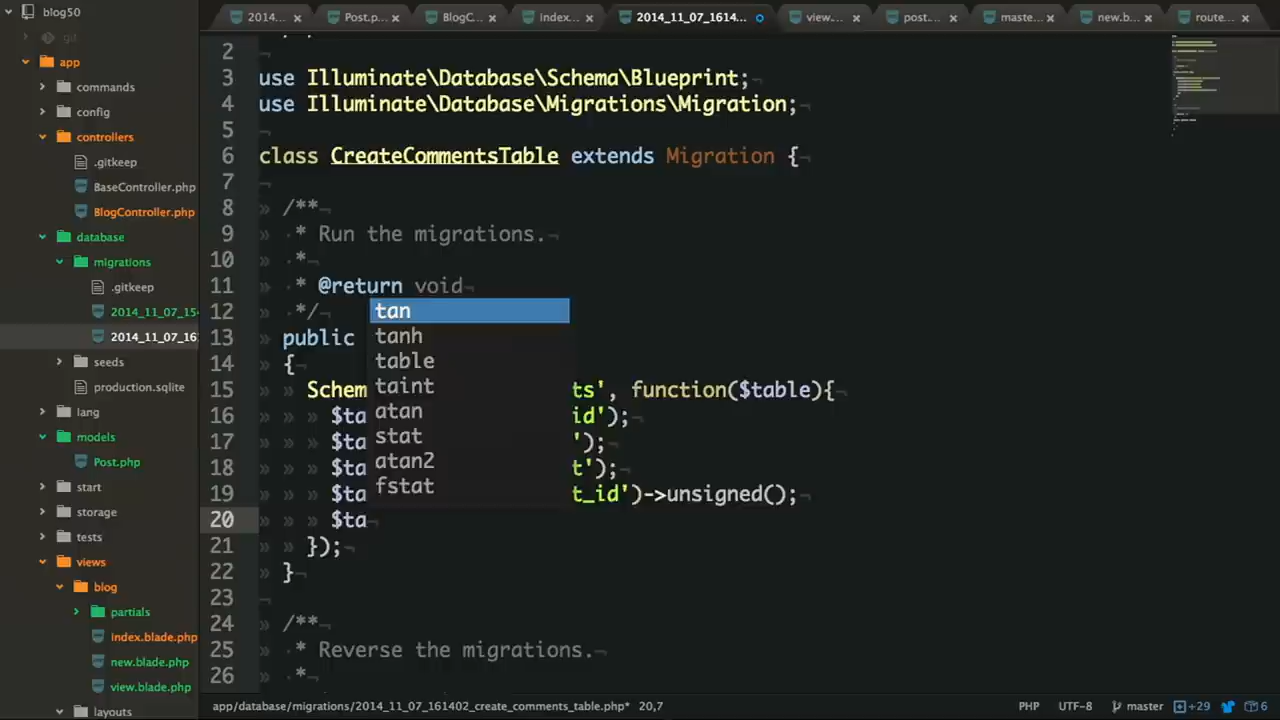 blog50
2014... Post.p... BlogC... Index... 2014_11_07_1614... view... post... maste... new.b... route...
.git
app
commands
config
controllers
.gitkeep
BaseController.php
BlogController.php
database
migrations
.gitkeep
2014_11_07_154
2014_11_07_161
seeds
production.sqlite
lang
models
Post.php
start
storage
tests
views
blog
partials
index.blade.php
new.blade.php
view.blade.php
layouts
2
3 use Illuminate\Database\Schema\Blueprint;
4 use Illuminate\Database\Migrations\Migration;
5
6 class CreateCommentsTable extends Migration {
7
8 /**
9 * Run the migrations.
10 *
11 * @return void
12 */
13 public
14 {
15 Schem ts', function($table){
16 $ta id');
17 $ta ');
18 $ta t');
19 $ta t_id')->unsigned();
20 $ta
21 });
22 }
23
24 /**
25 * Reverse the migrations.
26 *
tan
tanh
table
taint
atan
stat
atan2
fstat
app/database/migrations/2014_11_07_161402_create_comments_table.php* 20,7 PHP UTF-8 master +29 6